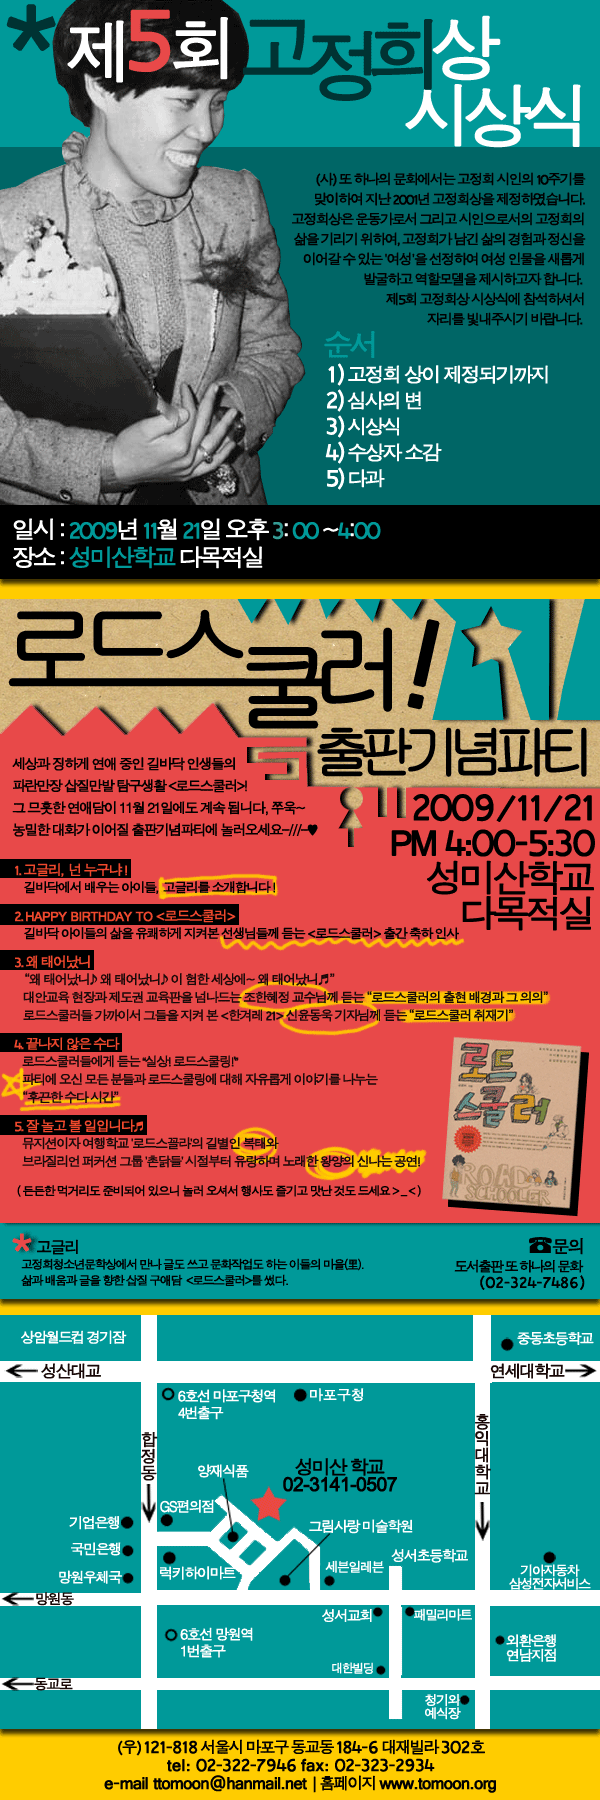 *제5회 고정희상
시상식
(사) 또 하나의 문화에서는 고정희 시인의 10주기를
맞이하여 지난 2001년 고정희상을 제정하였습니다.
고정희상은 운동가로서 그리고 시인으로서의 고정희의
삶을 기리기 위하여, 고정희가 남긴 삶의 경험과 정신을
이어갈 수 있는 '여성'을 선정하여 여성 인물을 새롭게
발굴하고 역할모델을 제시하고자 합니다.
제5회 고정희상 시상식에 참석하셔서
자리를 빛내주시기 바랍니다.
순서
1) 고정희 상이 제정되기까지
2) 심사의 변
3) 시상식
4) 수상자 소감
5) 다과
일시 : 2009년 11월 21일 오후 3: 00 ~4:00
장소 : 성미산학교 다목적실
로드스쿨러!
출판기념파티
세상과 징하게 연애 중인 길바닥 인생들의
파란만장 삽질만발 탐구생활 <로드스쿨러>!
그 므흣한 연애담이 11월 21일에도 계속 됩니다, 쭈욱~
농밀한 대화가 이어질 출판기념파티에 놀러오세요~///~♥
2009/11/21
PM 4:00-5:30
성미산학교
다목적실
1. 고글리, 넌 누구냐!
길바닥에서 배우는 아이들, 고글리를 소개합니다!
2. HAPPY BIRTHDAY TO <로드스쿨러>
길바닥 아이들의 삶을 유쾌하게 지켜본 선생님들께 듣는 <로드스쿨러> 출간 축하 인사
3. 왜 태어났니
"왜 태어났니♪ 왜 태어났니♪ 이 험한 세상에~ 왜 태어났니♬"
대안교육 현장과 제도권 교육판을 넘나드는 조한혜정 교수님께 듣는 "로드스쿨러의 출현 배경과 그 의의"
로드스쿨러들 가까이서 그들을 지켜 본 <한겨레 21> 신윤동욱 기자님께 듣는 "로드스쿨러 취재기"
4. 끝나지 않은 수다
로드스쿨러들에게 듣는 "실상! 로드스쿨링!"
파티에 오신 모든 분들과 로드스쿨링에 대해 자유롭게 이야기를 나누는
"후끈한 수다 시간"
5. 잘 놀고 볼 일입니다♬
뮤지션이자 여행학교 '로드스꼴라'의 길별인 북태와
브라질리언 퍼커션 그룹 '촌닭들' 시절부터 유랑하며 노래한 왕양의 신나는 공연!
( 든든한 먹거리도 준비되어 있으니 놀러 오셔서 행사도 즐기고 맛난 것도 드세요 >_< )
로드
스쿨러
ROAD
SCHOOLER
* 고글리
고정희청소년문학상에서 만나 글도 쓰고 문화작업도 하는 이들의 마을(里).
삶과 배움과 글을 향한 삽질 구애담 <로드스쿨러>를 썼다.
☎문의
도서출판 또 하나의 문화
(02-324-7486)
상암월드컵 경기장
중동초등학교
성산대교
연세대학교
6호선 마포구청역
4번출구
마포구청
합정동
홍익대학교
양재식품
성미산 학교
02-3141-0507
GS편의점
기업은행
그림사랑 미술학원
국민은행
성서초등학교
럭키하이마트
세븐일레븐
망원우체국
기아자동차
삼성전자서비스
망원동
성서교회
패밀리마트
6호선 망원역
1번출구
외환은행
연남지점
대한빌딩
동교로
청기와
예식장
(우)121-818 서울시 마포구 동교동 184-6 대재빌라 302호
tel: 02-322-7946 fax: 02-323-2934
e-mail ttomoon@hanmail.net | 홈페이지 www.tomoon.org